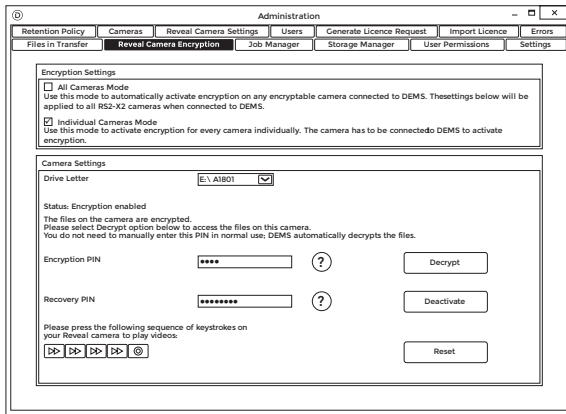 D Administration
Retention Policy Cameras Reveal Camera Settings Users Generate Licence Request Import Licence Errors
Files in Transfer Reveal Camera Encryption Job Manager Storage Manager User Permissions Settings
Encryption Settings
All Cameras Mode
Use this mode to automatically activate encryption on any encryptable camera connected to DEMS. Thesettings below will be
applied to all RS2-X2 cameras when connected to DEMS.
Individual Cameras Mode
Use this mode to activate encryption for every camera individually. The camera has to be connected to DEMS to activate
encryption.
Camera Settings
Drive Letter E:\ A1801
Status: Encryption enabled
The files on the camera are encrypted.
Please select Decrypt option below to access the files on this camera.
You do not need to manually enter this PIN in normal use; DEMS automatically decrypts the files.
Encryption PIN •••• ? Decrypt
Recovery PIN •••••••• ? Deactivate
Please press the following sequence of keystrokes on
your Reveal camera to play videos:
Reset